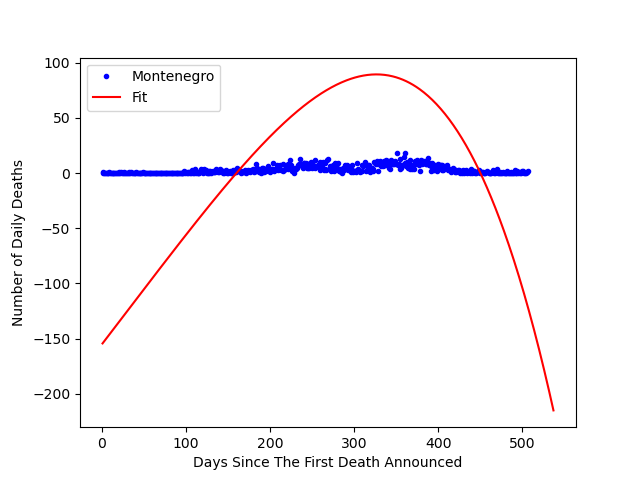 Montenegro
Fit
100
50
0
−50
−100
−150
−200
Number of Daily Deaths
0 100 200 300 400 500
Days Since The First Death Announced